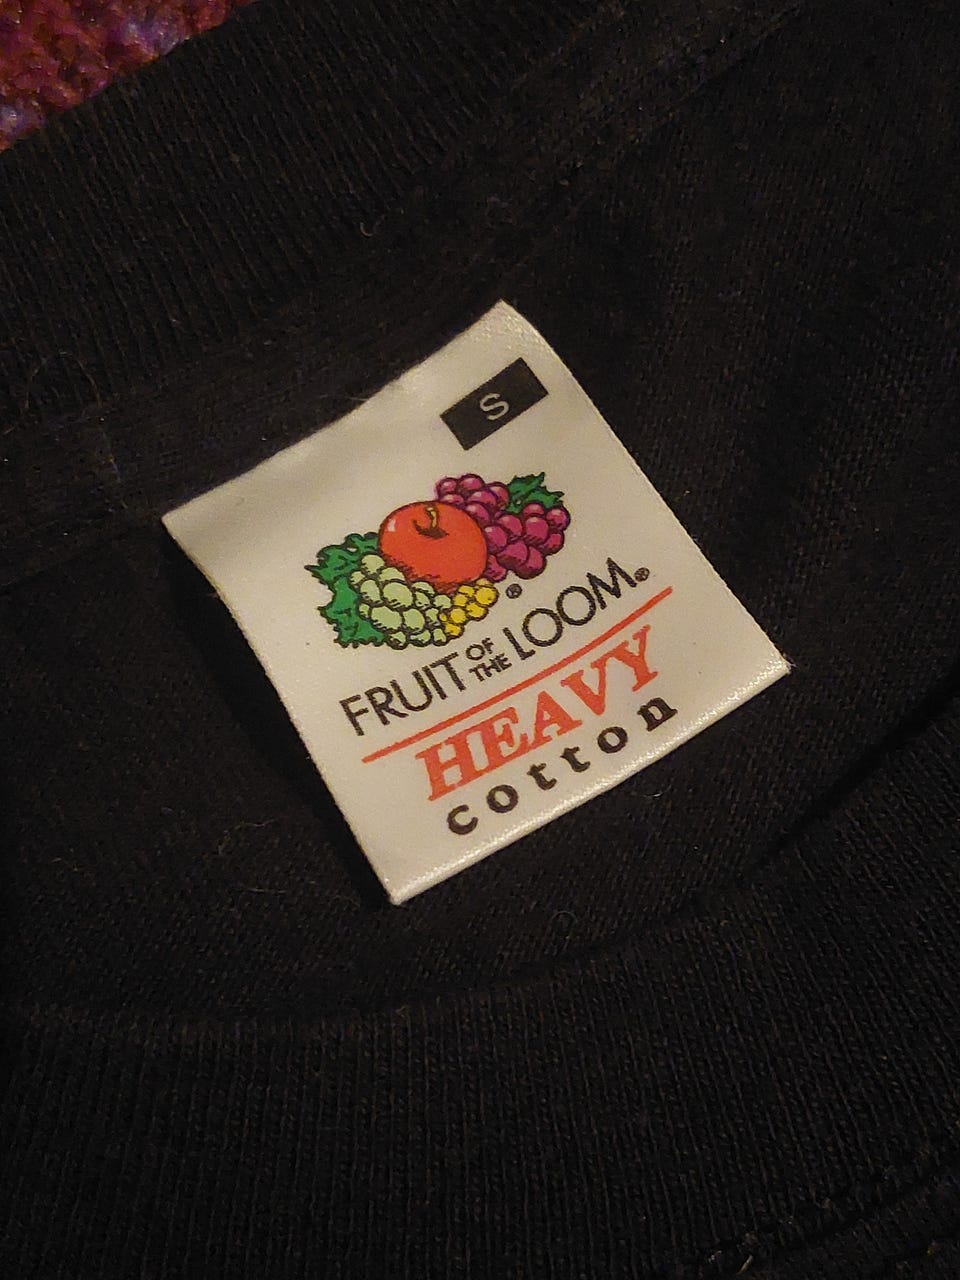 S
®
FRUIT OF THE LOOM®
HEAVY
cotton